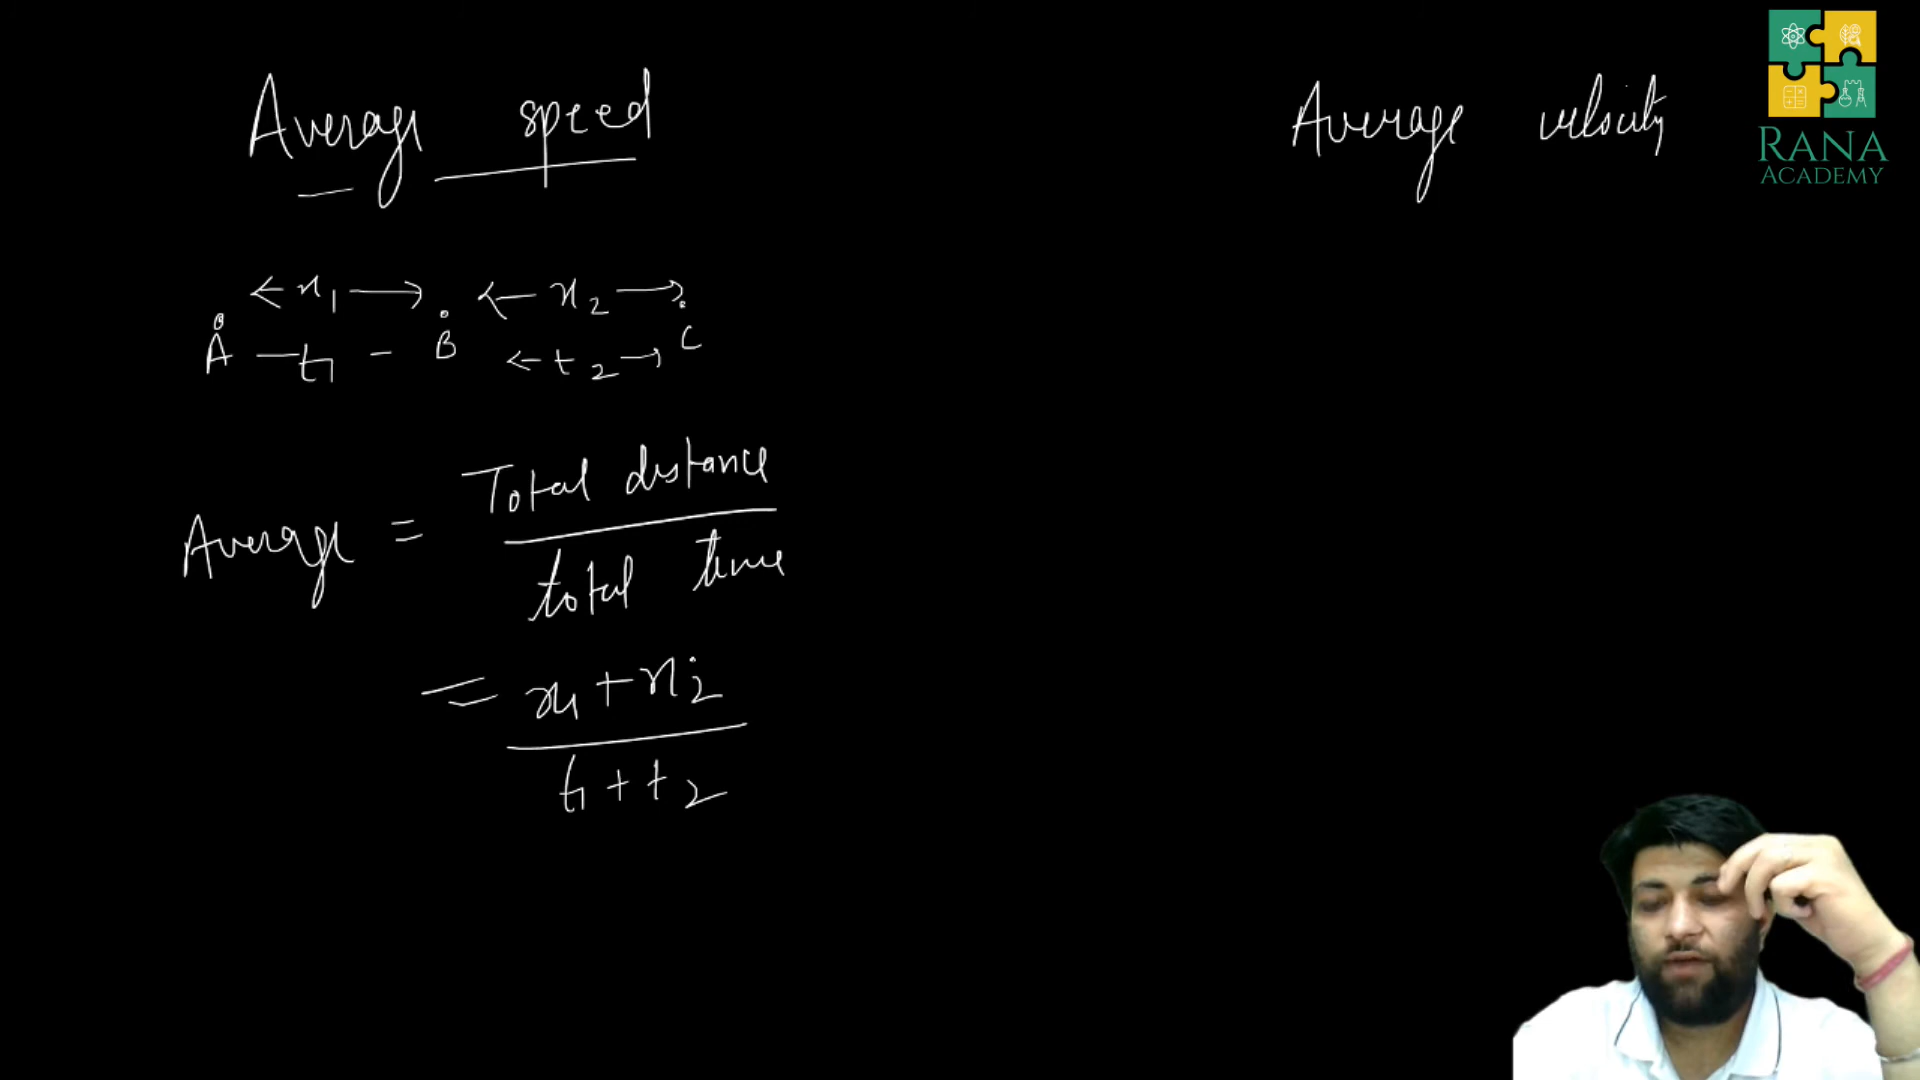 Average speed
Average velocity
RANA
ACADEMY
x1 x2
A t1 B t2 C
Average = Total distance
total time
= x1+x2
t1+t2